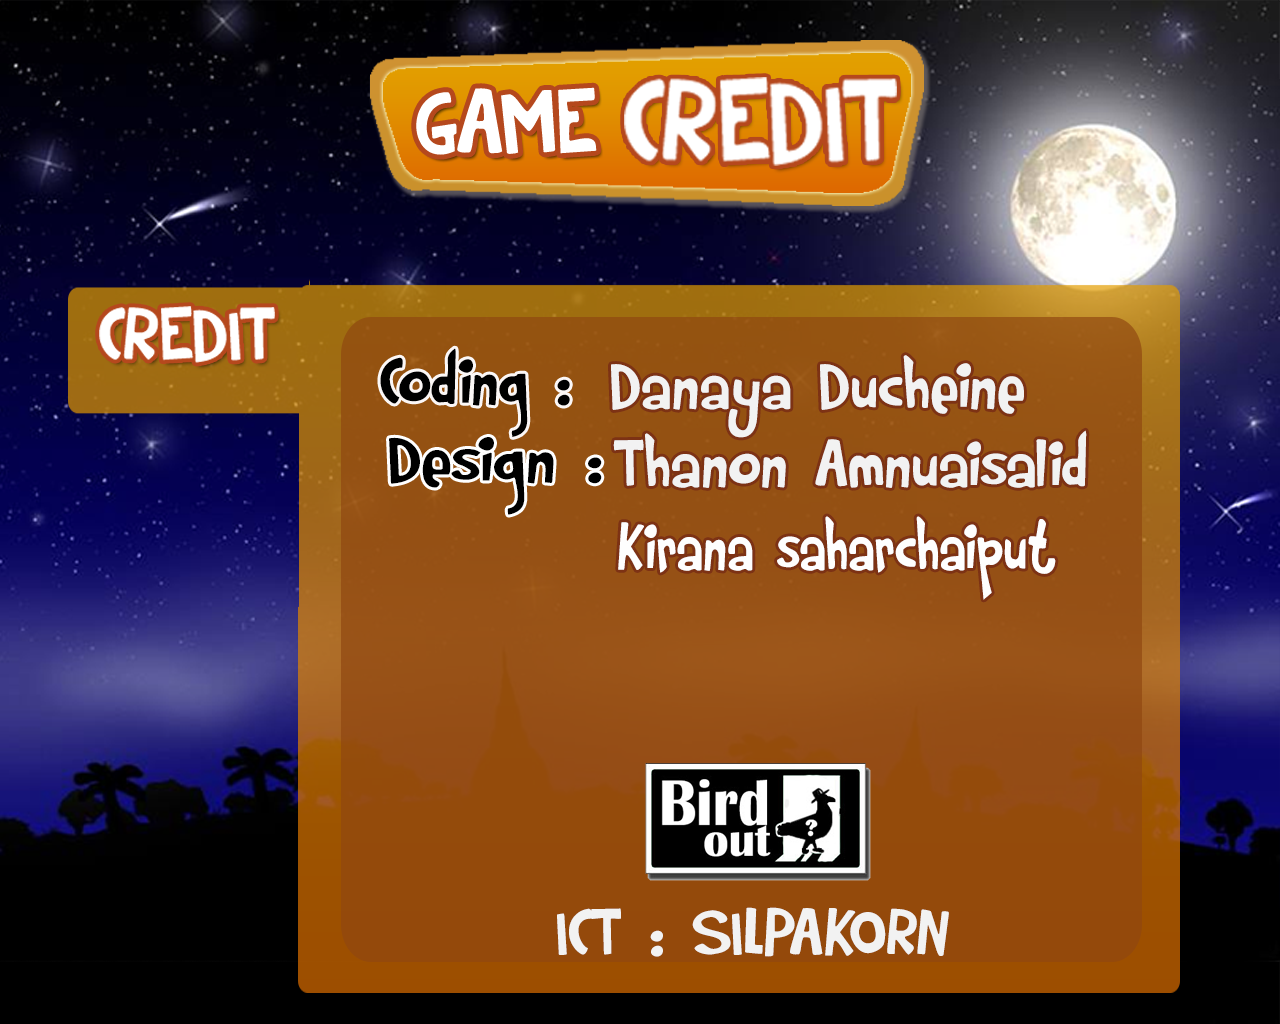 GAME CREDIT
CREDIT
Coding : Danaya Ducheine
Design : Thanon Amnuaisalid
Kirana saharchaiput
Bird
out
?
ICT : SILPAKORN